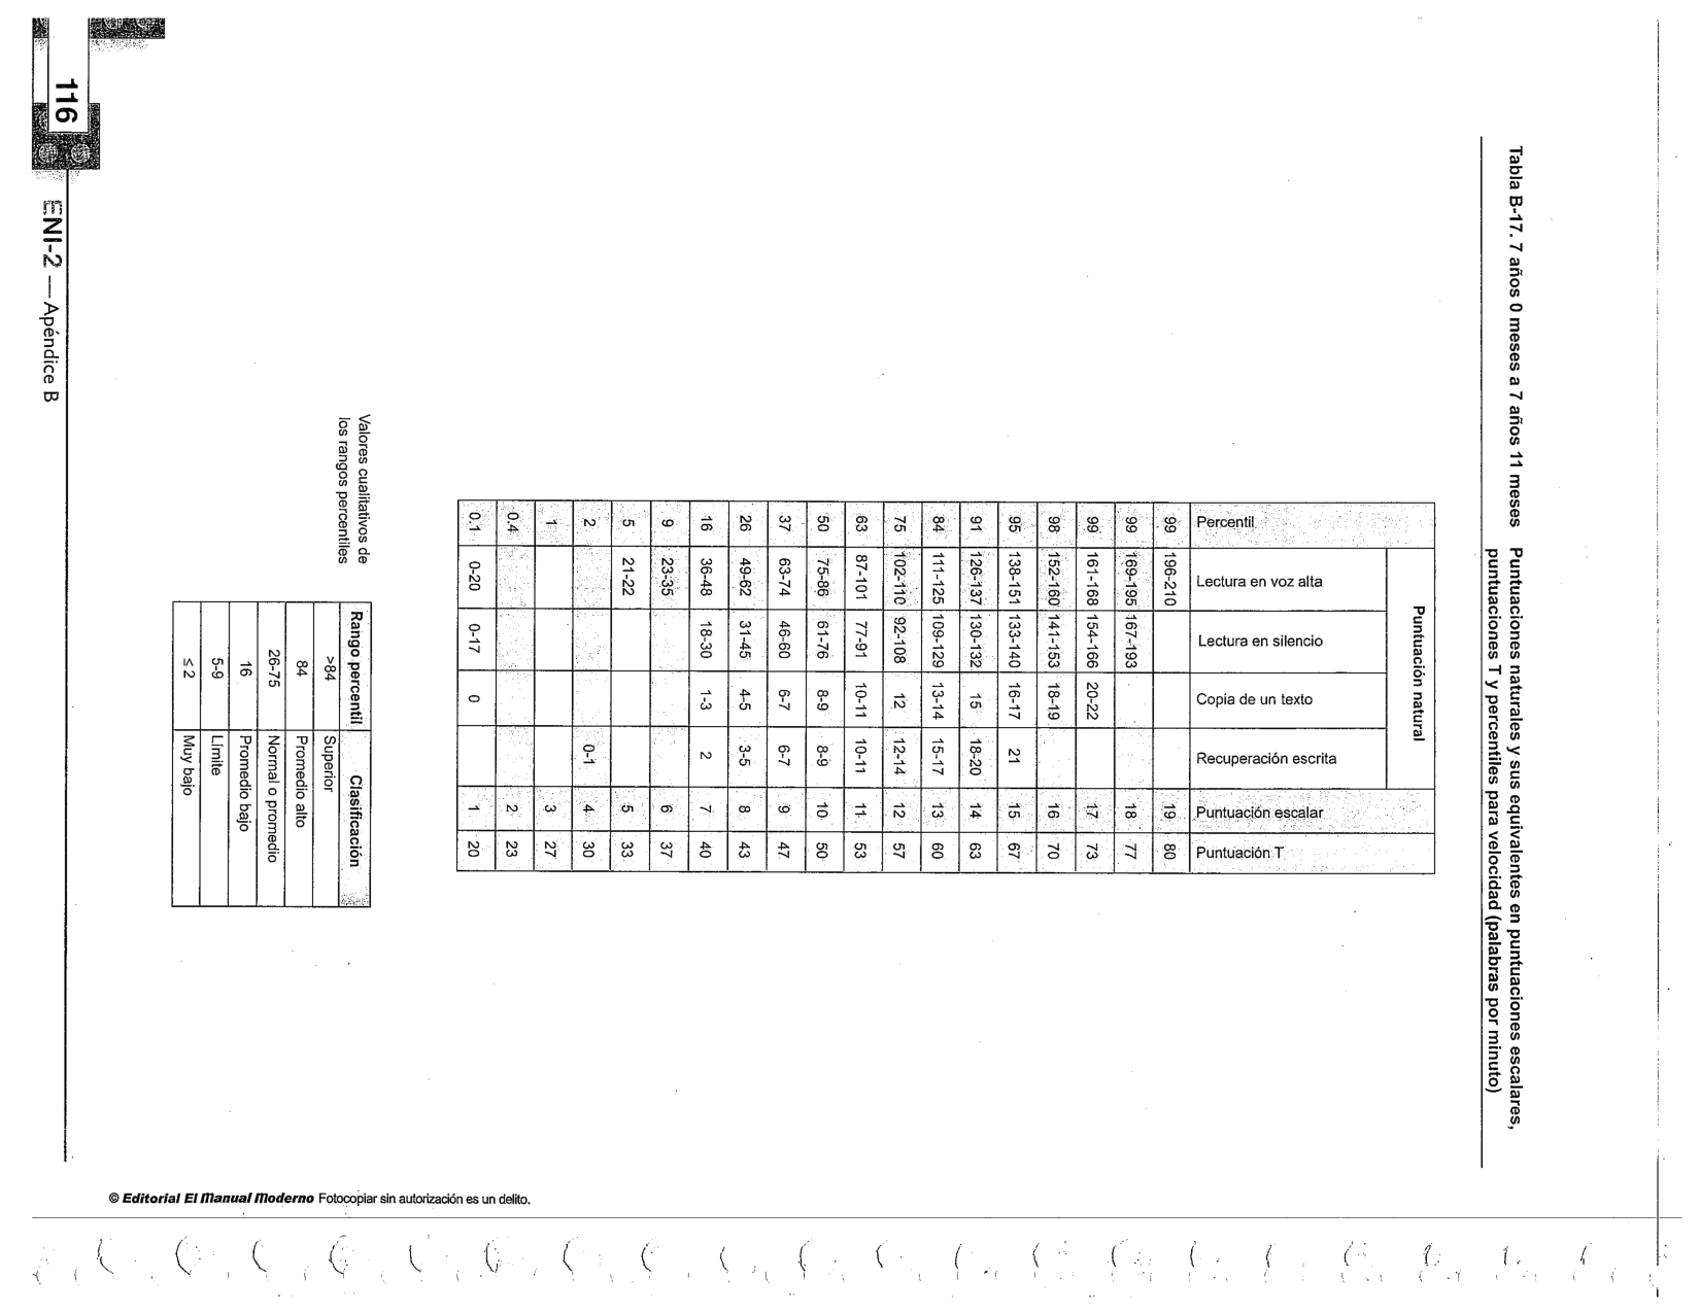 116
ENI-2 — Apéndice B
Tabla B-17. 7 años 0 meses a 7 años 11 meses Puntuaciones naturales y sus equivalentes en puntuaciones escalares,
puntuaciones T y percentiles para velocidad (palabras por minuto)
Puntuación natural
Percentil Lectura en voz alta Lectura en silencio Copia de un texto Recuperación escrita Puntuación escalar Puntuación T
99 196-210 19 80
99 169-195 167-193 18 77
99 161-168 154-166 20-22 17 73
98 152-160 141-153 18-19 16 70
95 138-151 133-140 16-17 21 15 67
91 126-137 130-132 15 18-20 14 63
84 111-125 109-129 13-14 15-17 13 60
75 102-110 92-108 12 12-14 12 57
63 87-101 77-91 10-11 10-11 11 53
50 75-86 61-76 8-9 8-9 10 50
37 63-74 46-60 6-7 6-7 9 47
26 49-62 31-45 4-5 3-5 8 43
16 36-48 18-30 1-3 2 7 40
9 23-35 6 37
5 21-22 5 33
2 0-1 4 30
1 3 27
0.4 2 23
0.1 0-20 0-17 0 1 20
Valores cualitativos de
los rangos percentiles
Rango percentil Clasificación
>84 Superior
84 Promedio alto
26-75 Normal o promedio
16 Promedio bajo
5-9 Límite
≤ 2 Muy bajo
© Editorial El Manual Moderno Fotocopiar sin autorización es un delito.